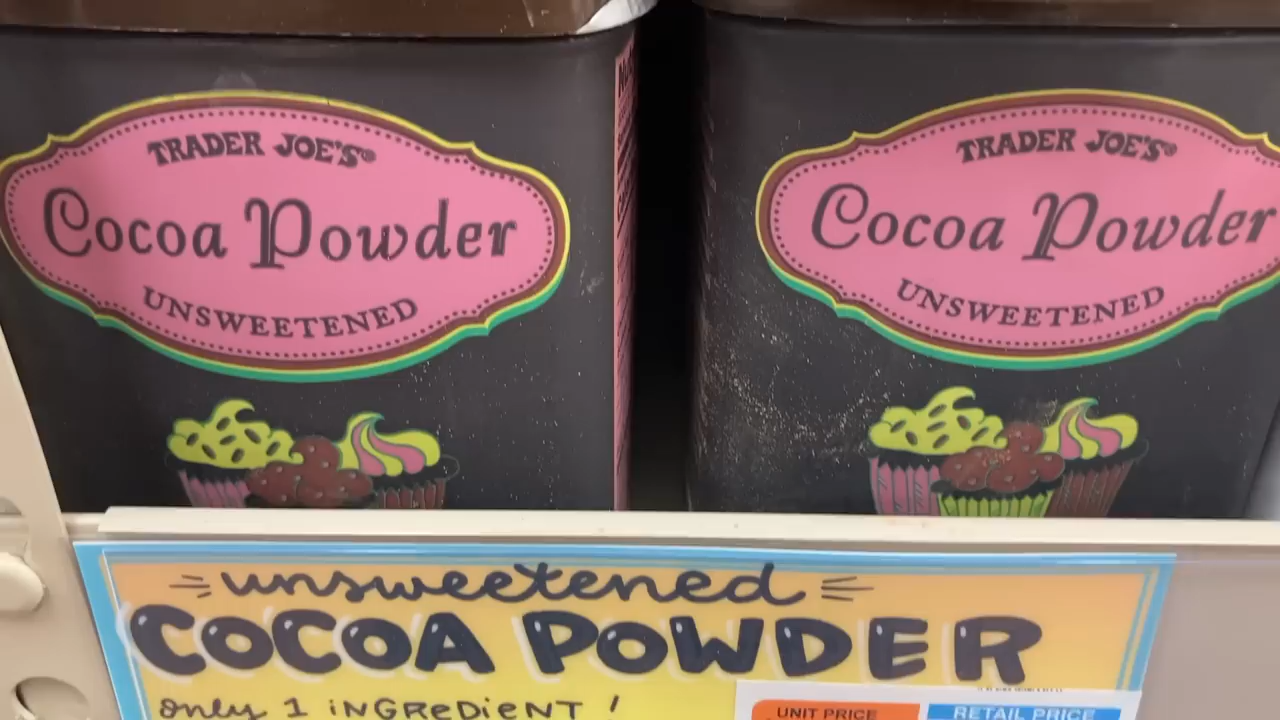 TRADER JOE'S®
Cocoa Powder
UNSWEETENED
TRADER JOE'S®
Cocoa Powder
UNSWEETENED
unsweetened
COCOA POWDER
only 1 iNGReDieNT!
UNIT PRICE
RETAIL PRICE